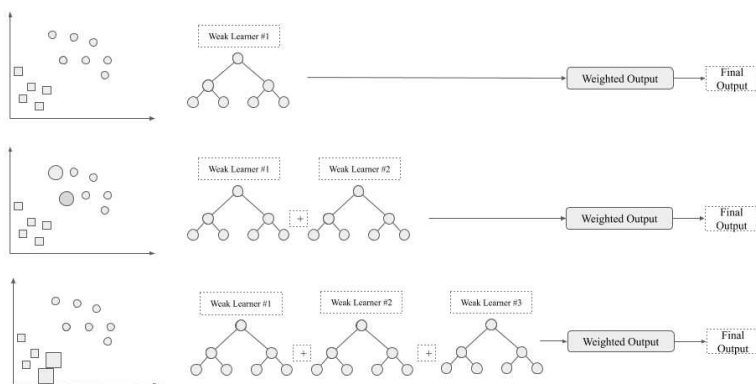 Weak Learner #1
Weighted Output
Final
Output
Weak Learner #1
Weak Learner #2
+
Weighted Output
Final
Output
Weak Learner #1
Weak Learner #2
Weak Learner #3
+
+
Weighted Output
Final
Output